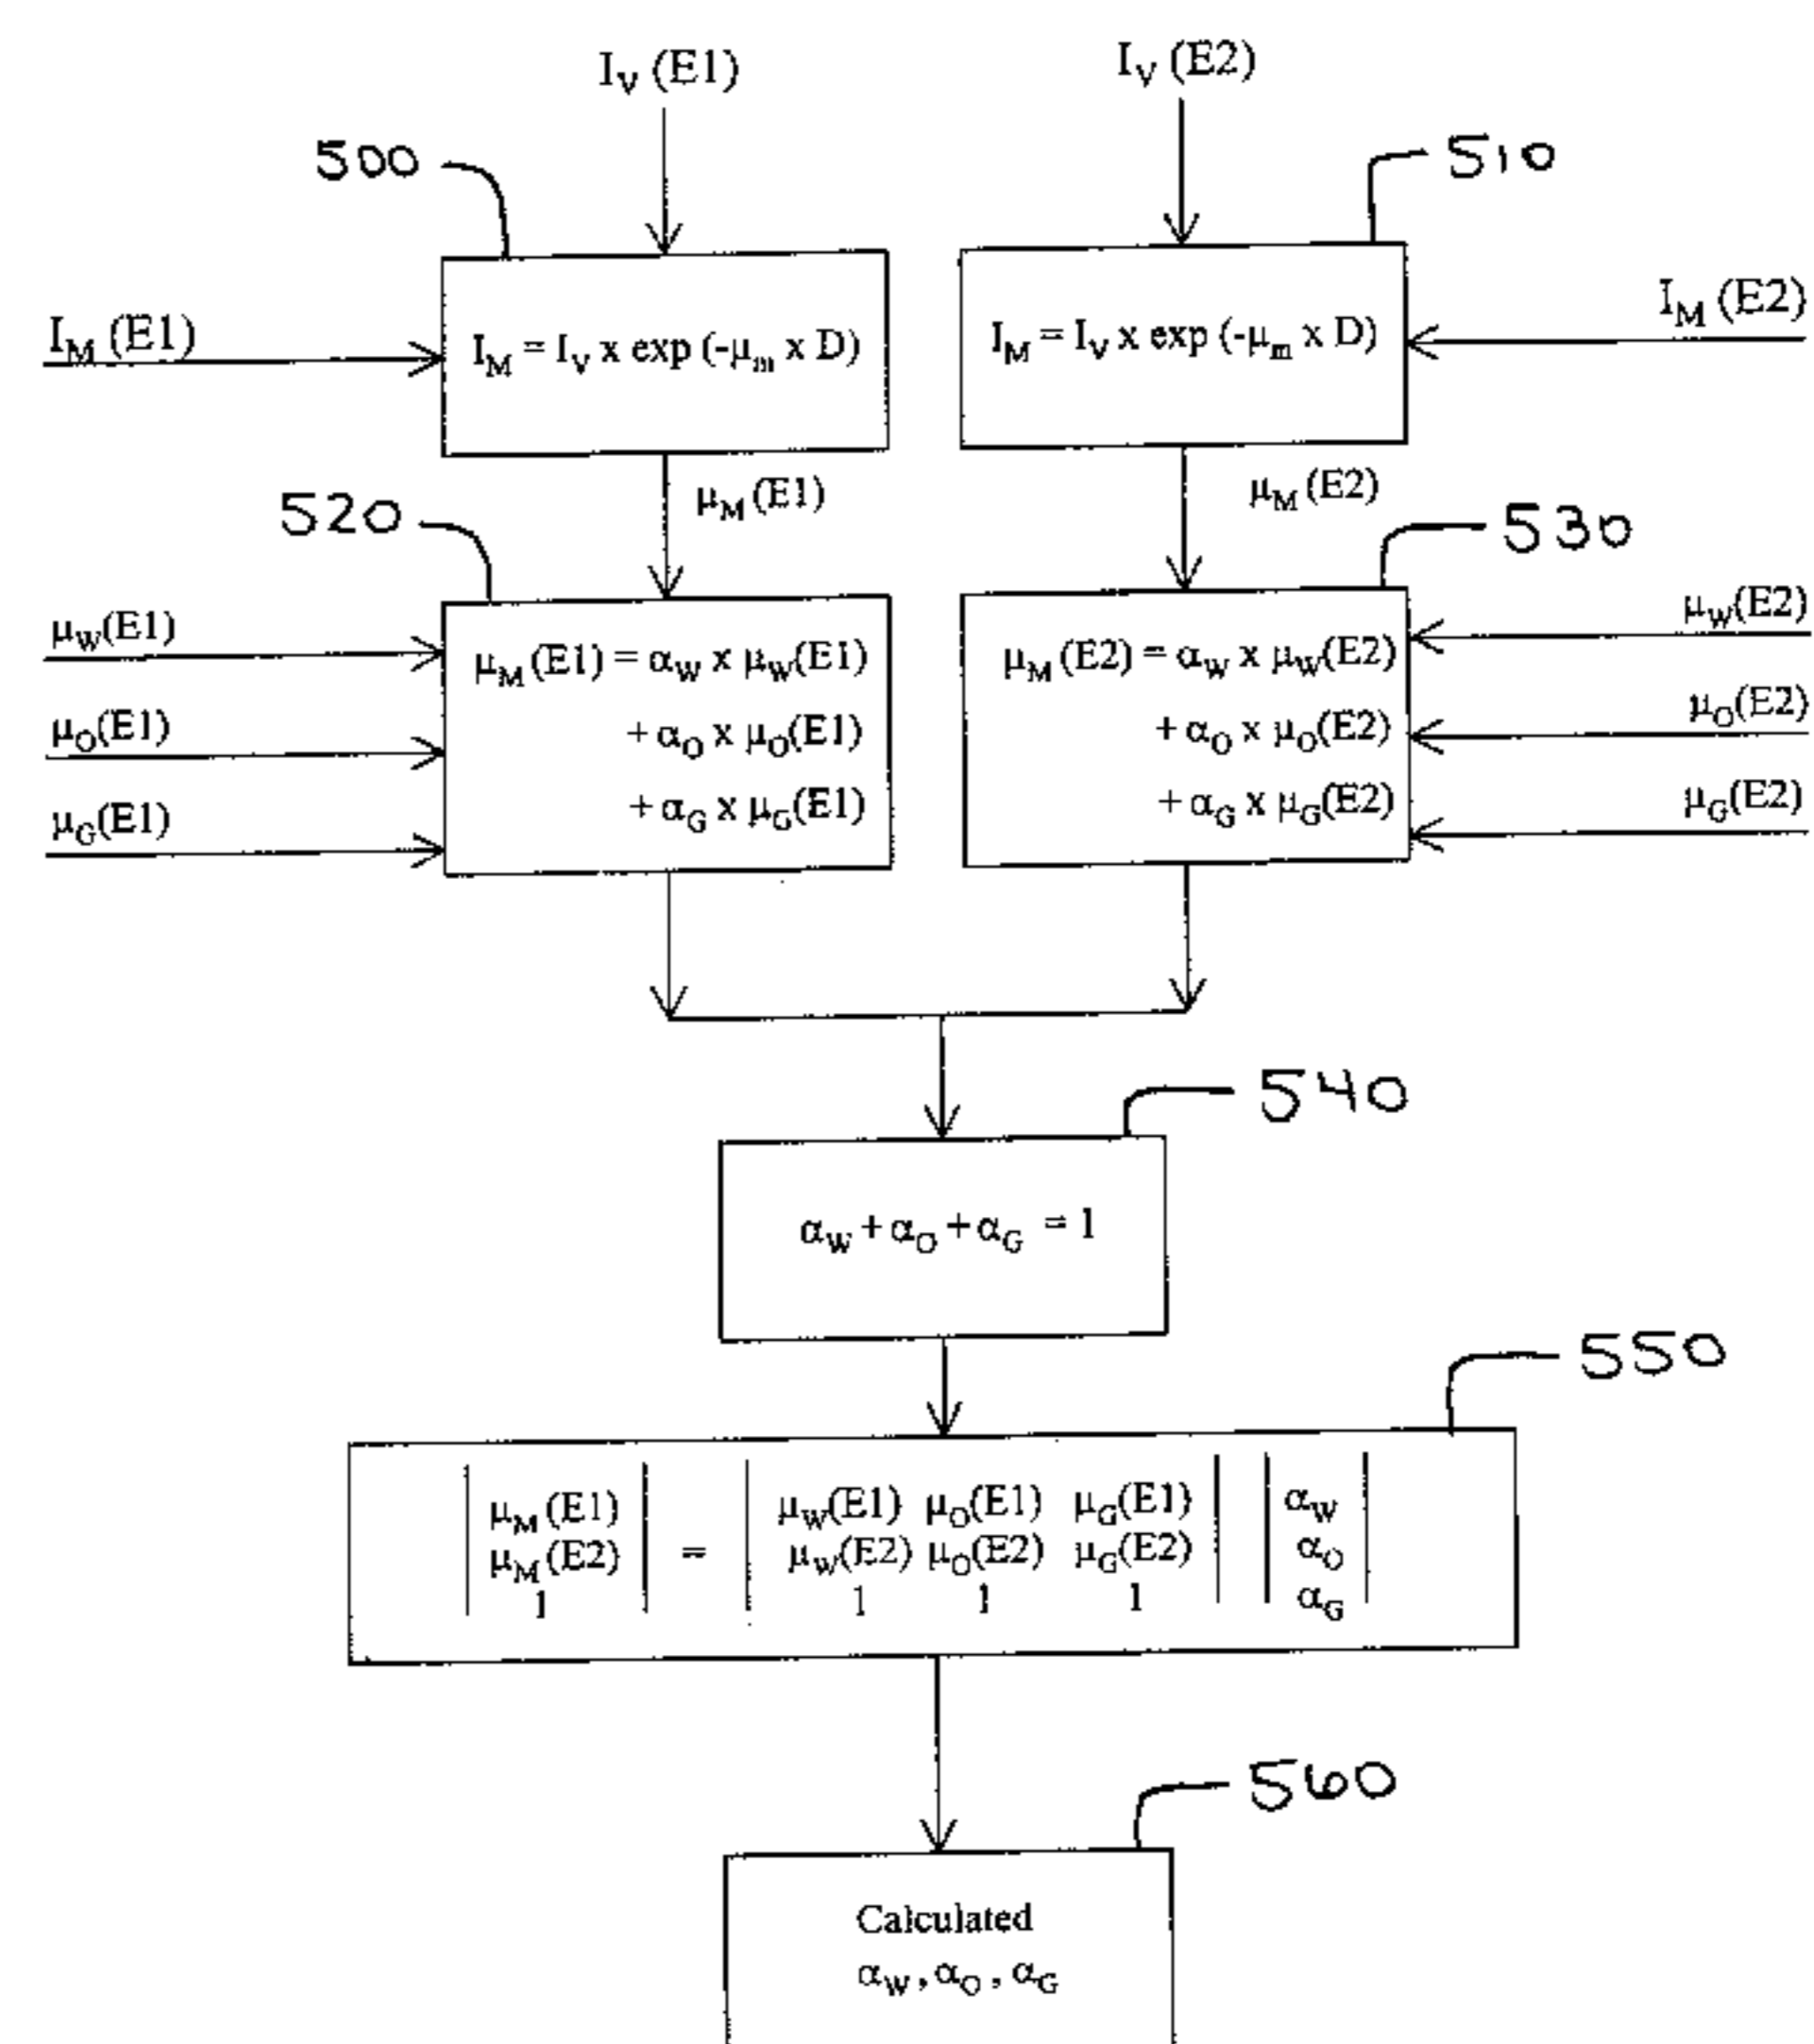 I_V (E1) I_V (E2)
500 510
I_M (E1) I_M = I_V x exp (-μ_m x D) I_M = I_V x exp (-μ_m x D) I_M (E2)
μ_M (E1) μ_M (E2)
520 530
μ_W(E1) μ_M (E1) = α_W x μ_W(E1) μ_M (E2) = α_W x μ_W(E2) μ_W(E2)
μ_O(E1) + α_O x μ_O(E1) + α_O x μ_O(E2) μ_O(E2)
μ_G(E1) + α_G x μ_G(E1) + α_G x μ_G(E2) μ_G(E2)
540
α_W + α_O + α_G = 1
550
| μ_M (E1) | | μ_W(E1) μ_O(E1) μ_G(E1) | | α_W |
| μ_M (E2) | = | μ_W(E2) μ_O(E2) μ_G(E2) | | α_O |
| 1 | | 1 1 1 | | α_G |
560
Calculated
α_W , α_O , α_G